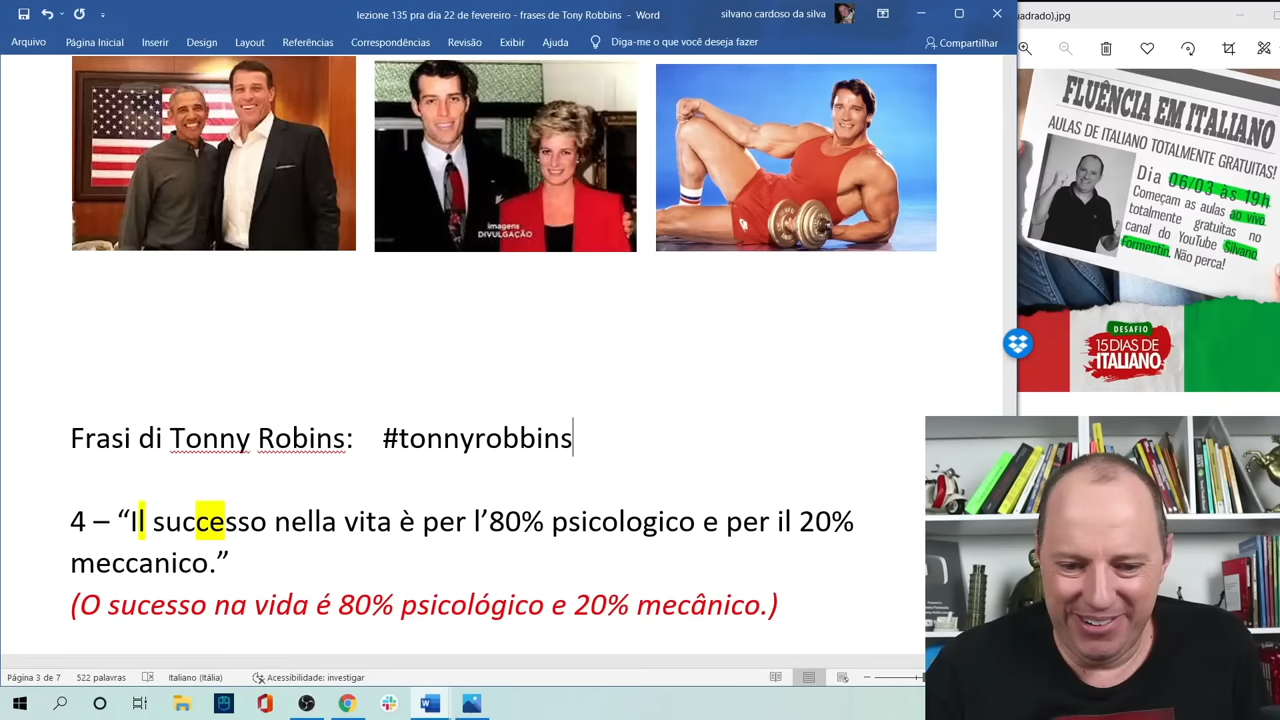 lezione 135 pra dia 22 de fevereiro - frases de Tony Robbins - Word
silvano cardoso da silva
uadrado).jpg
Arquivo Página Inicial Inserir Design Layout Referências Correspondências Revisão Exibir Ajuda Diga-me o que você deseja fazer Compartilhar
imagens
DIVULGAÇÃO
FLUÊNCIA EM ITALIANO
AULAS DE ITALIANO TOTALMENTE GRATUITAS!
Dia 06/03 às 19h
Começam as aulas ao vivo
totalmente gratuitas no
canal do YouTube Silvano
Formentin. Não perca!
DESAFIO
15 DIAS DE
ITALIANO
Frasi di Tonny Robins: #tonnyrobbins
4 – “Il successo nella vita è per l’80% psicologico e per il 20%
meccanico.”
(O sucesso na vida é 80% psicológico e 20% mecânico.)
Página 3 de 7 522 palavras Italiano (Itália) Acessibilidade: investigar